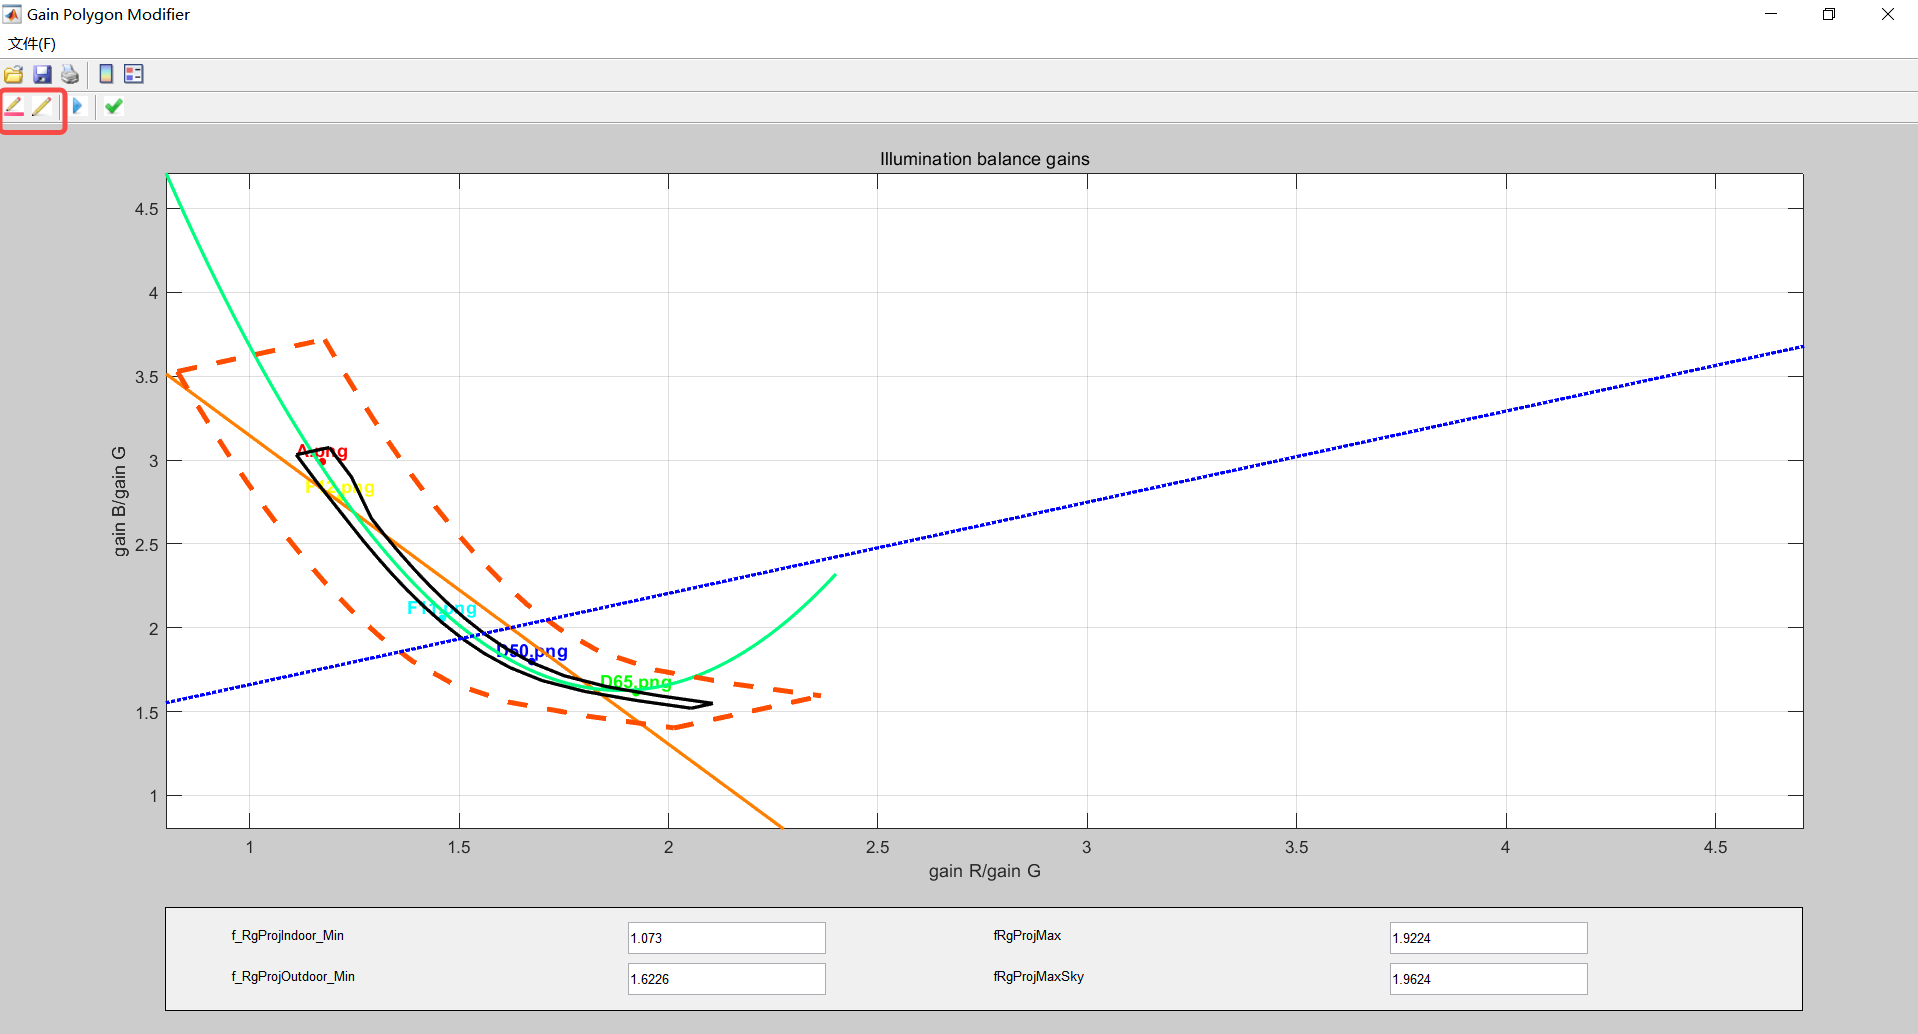 Gain Polygon Modifier
文件(F)
Illumination balance gains
4.5
4
3.5
3
2.5
2
1.5
1
gain B/gain G
A.png
F12.png
F11.png
D50.png
D65.png
1 1.5 2 2.5 3 3.5 4 4.5
gain R/gain G
f_RgProjIndoor_Min 1.073 fRgProjMax 1.9224
f_RgProjOutdoor_Min 1.6226 fRgProjMaxSky 1.9624